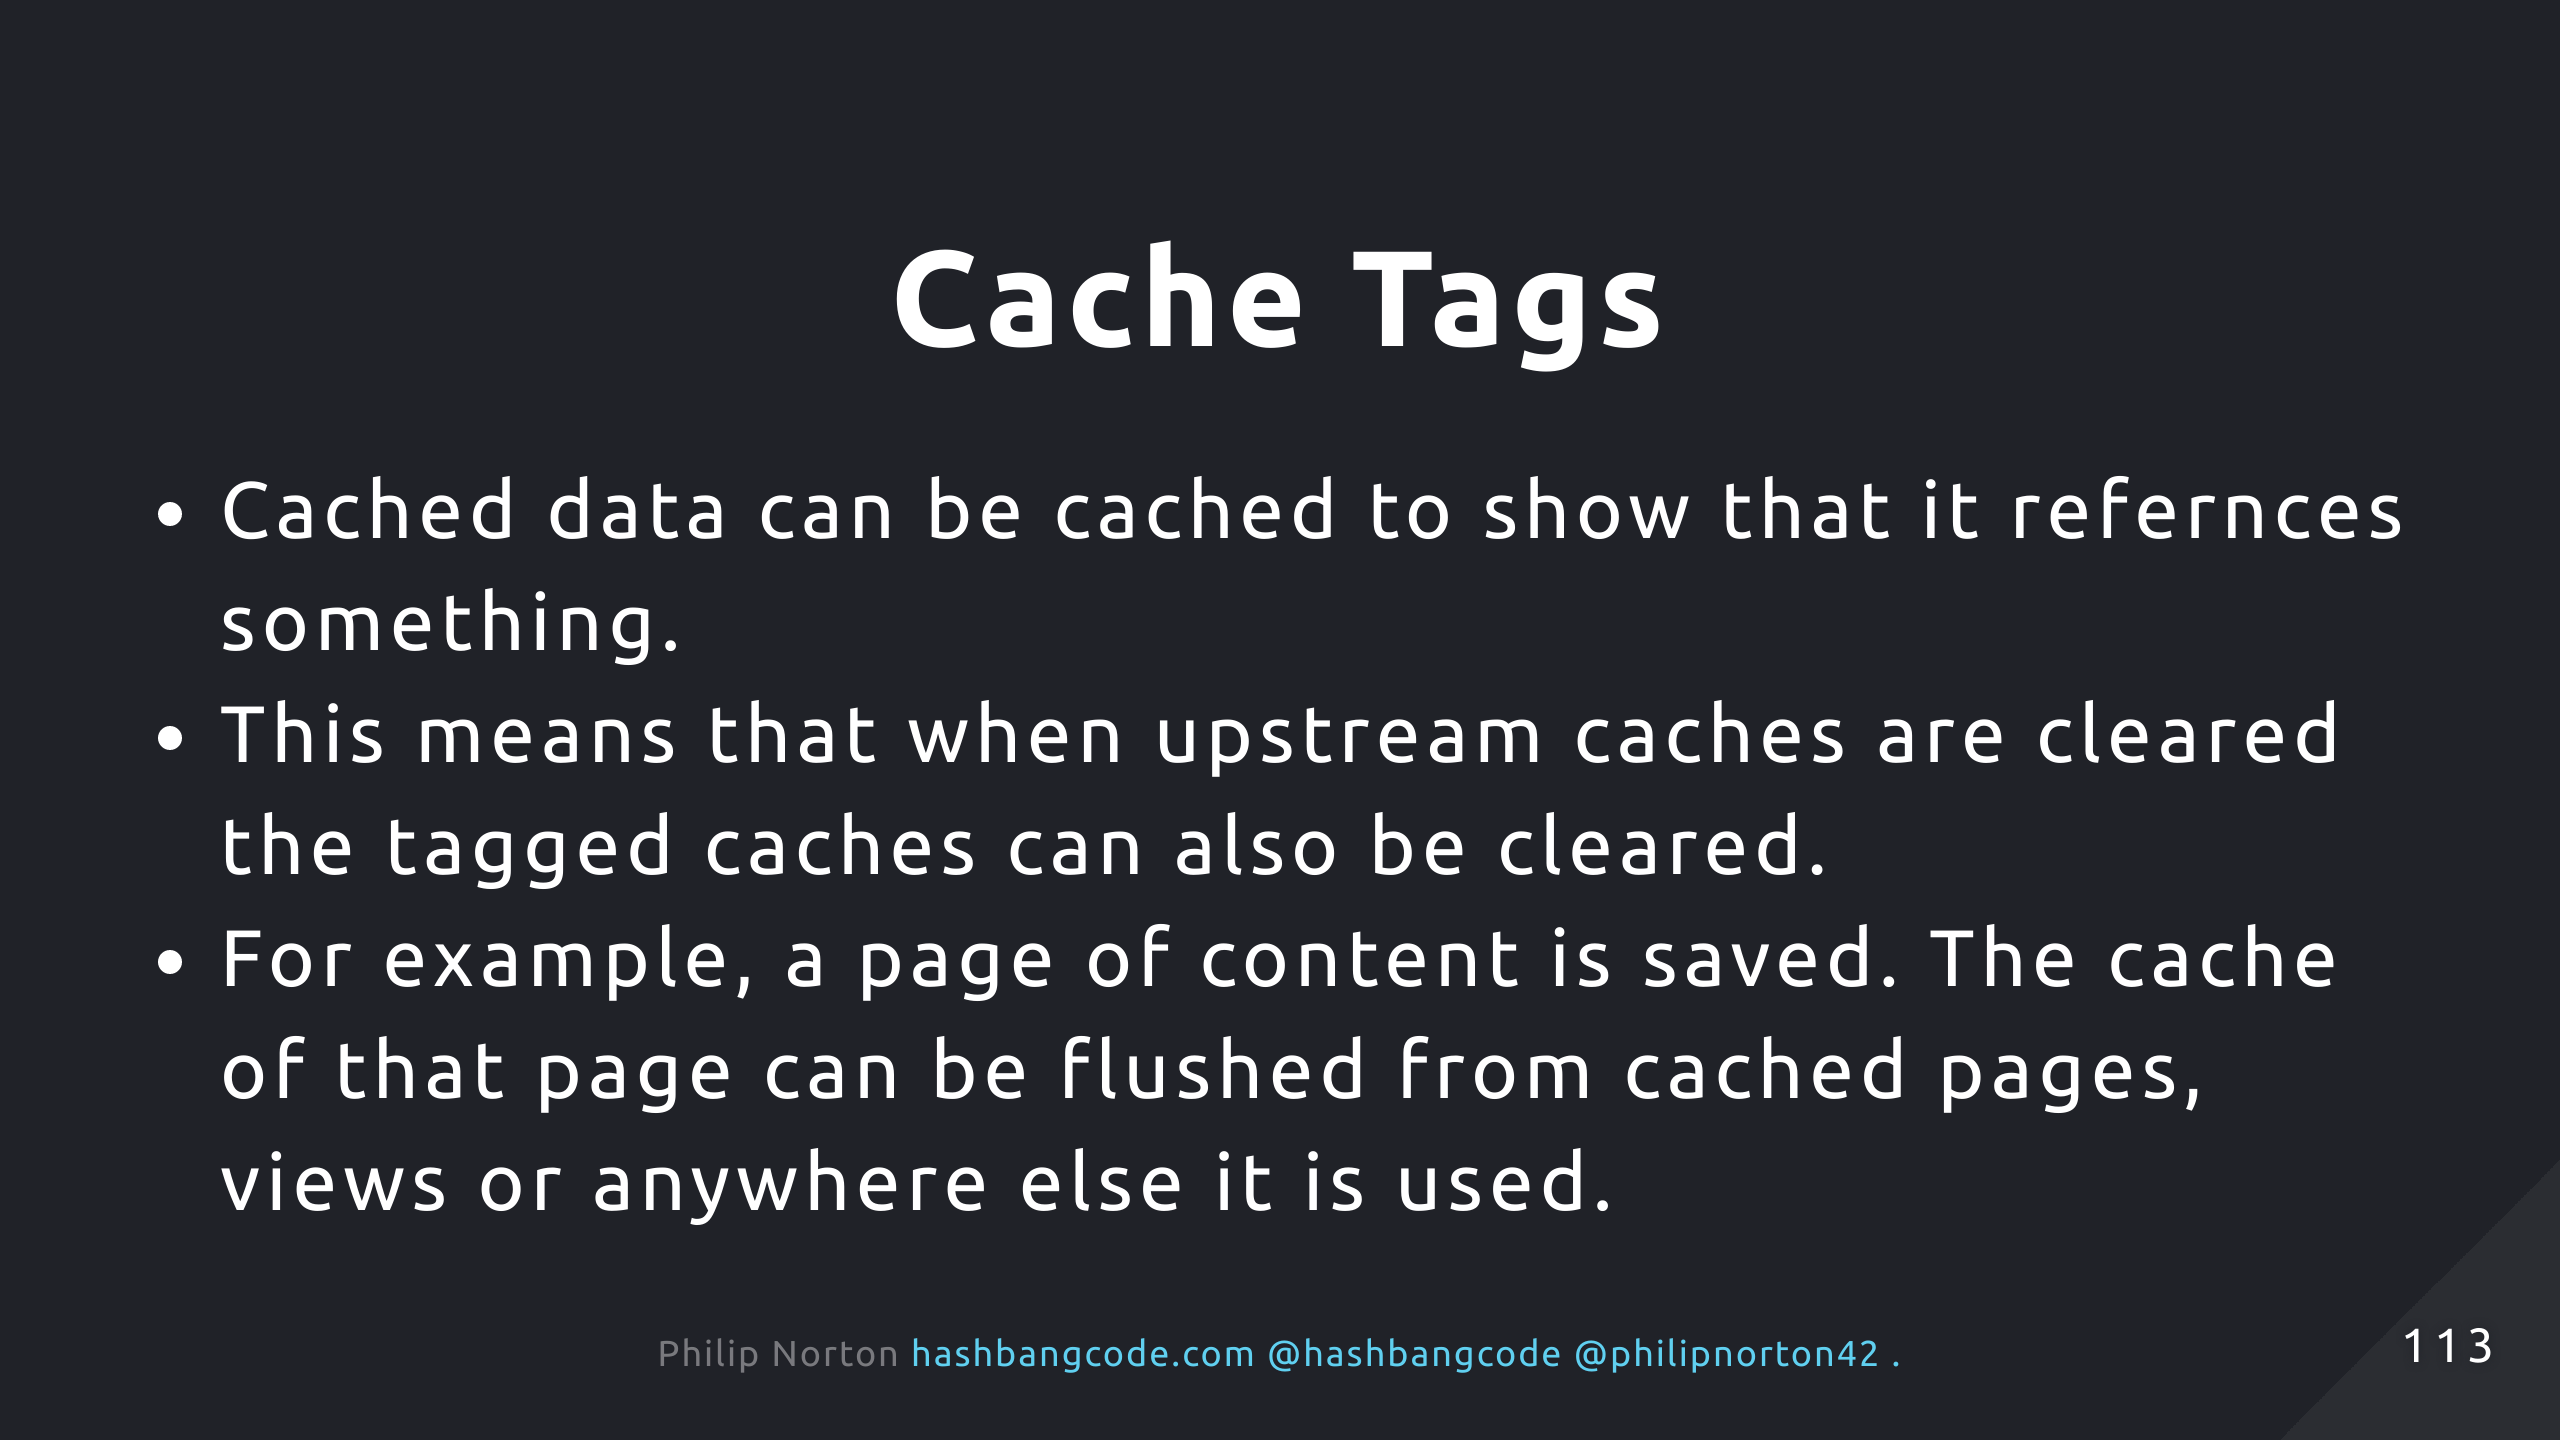 Cache Tags
• Cached data can be cached to show that it refernces
something.
• This means that when upstream caches are cleared
the tagged caches can also be cleared.
• For example, a page of content is saved. The cache
of that page can be flushed from cached pages,
views or anywhere else it is used.
Philip Norton hashbangcode.com @hashbangcode @philipnorton42 .
113